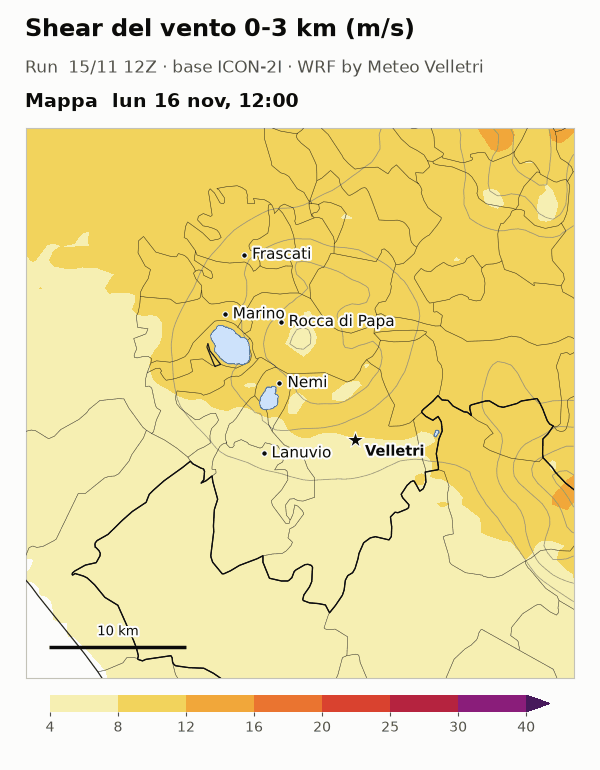 Shear del vento 0-3 km (m/s)
Run  15/11 12Z · base ICON-2I · WRF by Meteo Velletri
Mappa  lun 16 nov, 12:00
Frascati
Marino
Rocca di Papa
Nemi
Velletri
Lanuvio
10 km
4 8 12 16 20 25 30 40